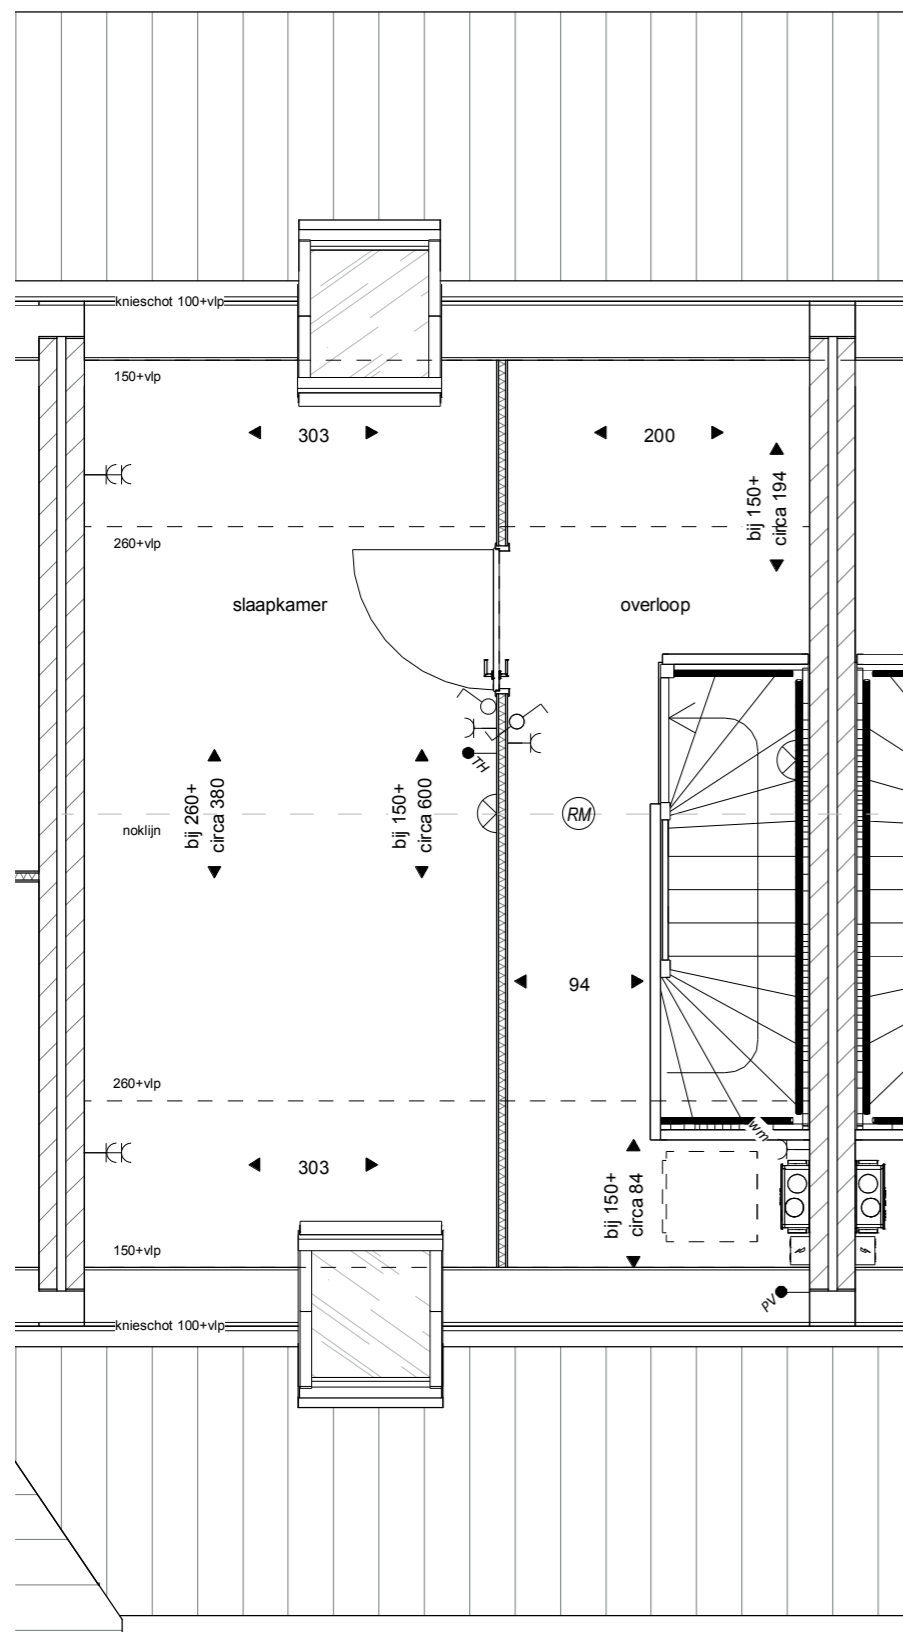 knieschot 100+vlp
150+vlp
303
200
bij 150+
circa 194
260+vlp
slaapkamer
overloop
TH
bij 260+
circa 380
bij 150+
circa 600
noklijn
RM
94
260+vlp
wm
303
bij 150+
circa 84
150+vlp
PV
knieschot 100+vlp